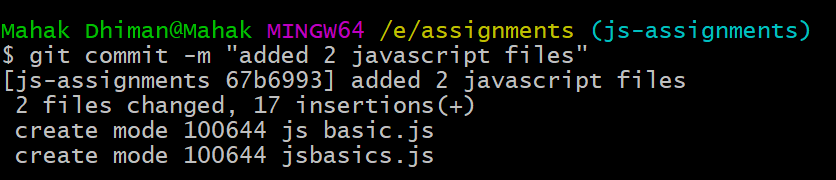 Mahak Dhiman@Mahak MINGW64 /e/assignments (js-assignments)
$ git commit -m "added 2 javascript files"
[js-assignments 67b6993] added 2 javascript files
 2 files changed, 17 insertions(+)
 create mode 100644 js basic.js
 create mode 100644 jsbasics.js